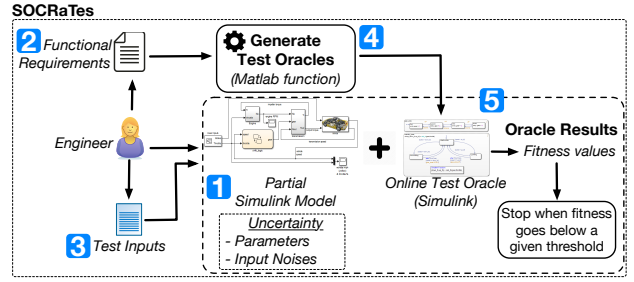 SOCRaTes
2 Functional
Requirements
Generate
Test Oracles
(Matlab function)
4
Engineer
5
Oracle Results
Fitness values
1
Partial
Simulink Model
+
Online Test Oracle
(Simulink)
Uncertainty
- Parameters
- Input Noises
Stop when fitness
goes below a
given threshold
3 Test Inputs